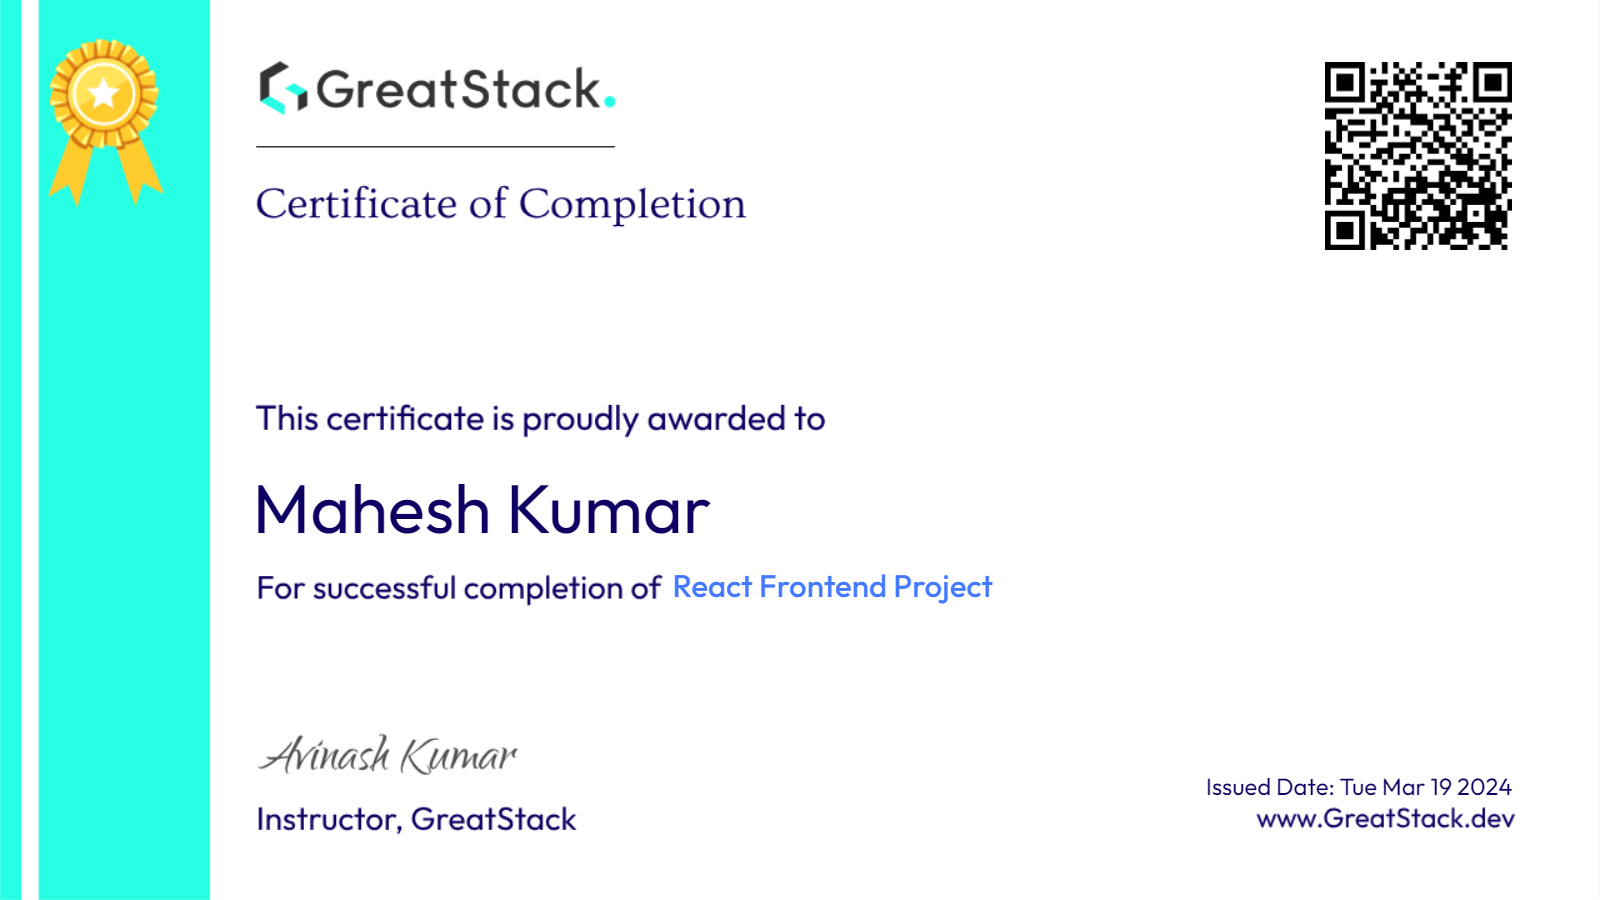 GreatStack.
Certificate of Completion
This certificate is proudly awarded to
Mahesh Kumar
For successful completion of React Frontend Project
Avinash Kumar
Instructor, GreatStack
Issued Date: Tue Mar 19 2024
www.GreatStack.dev